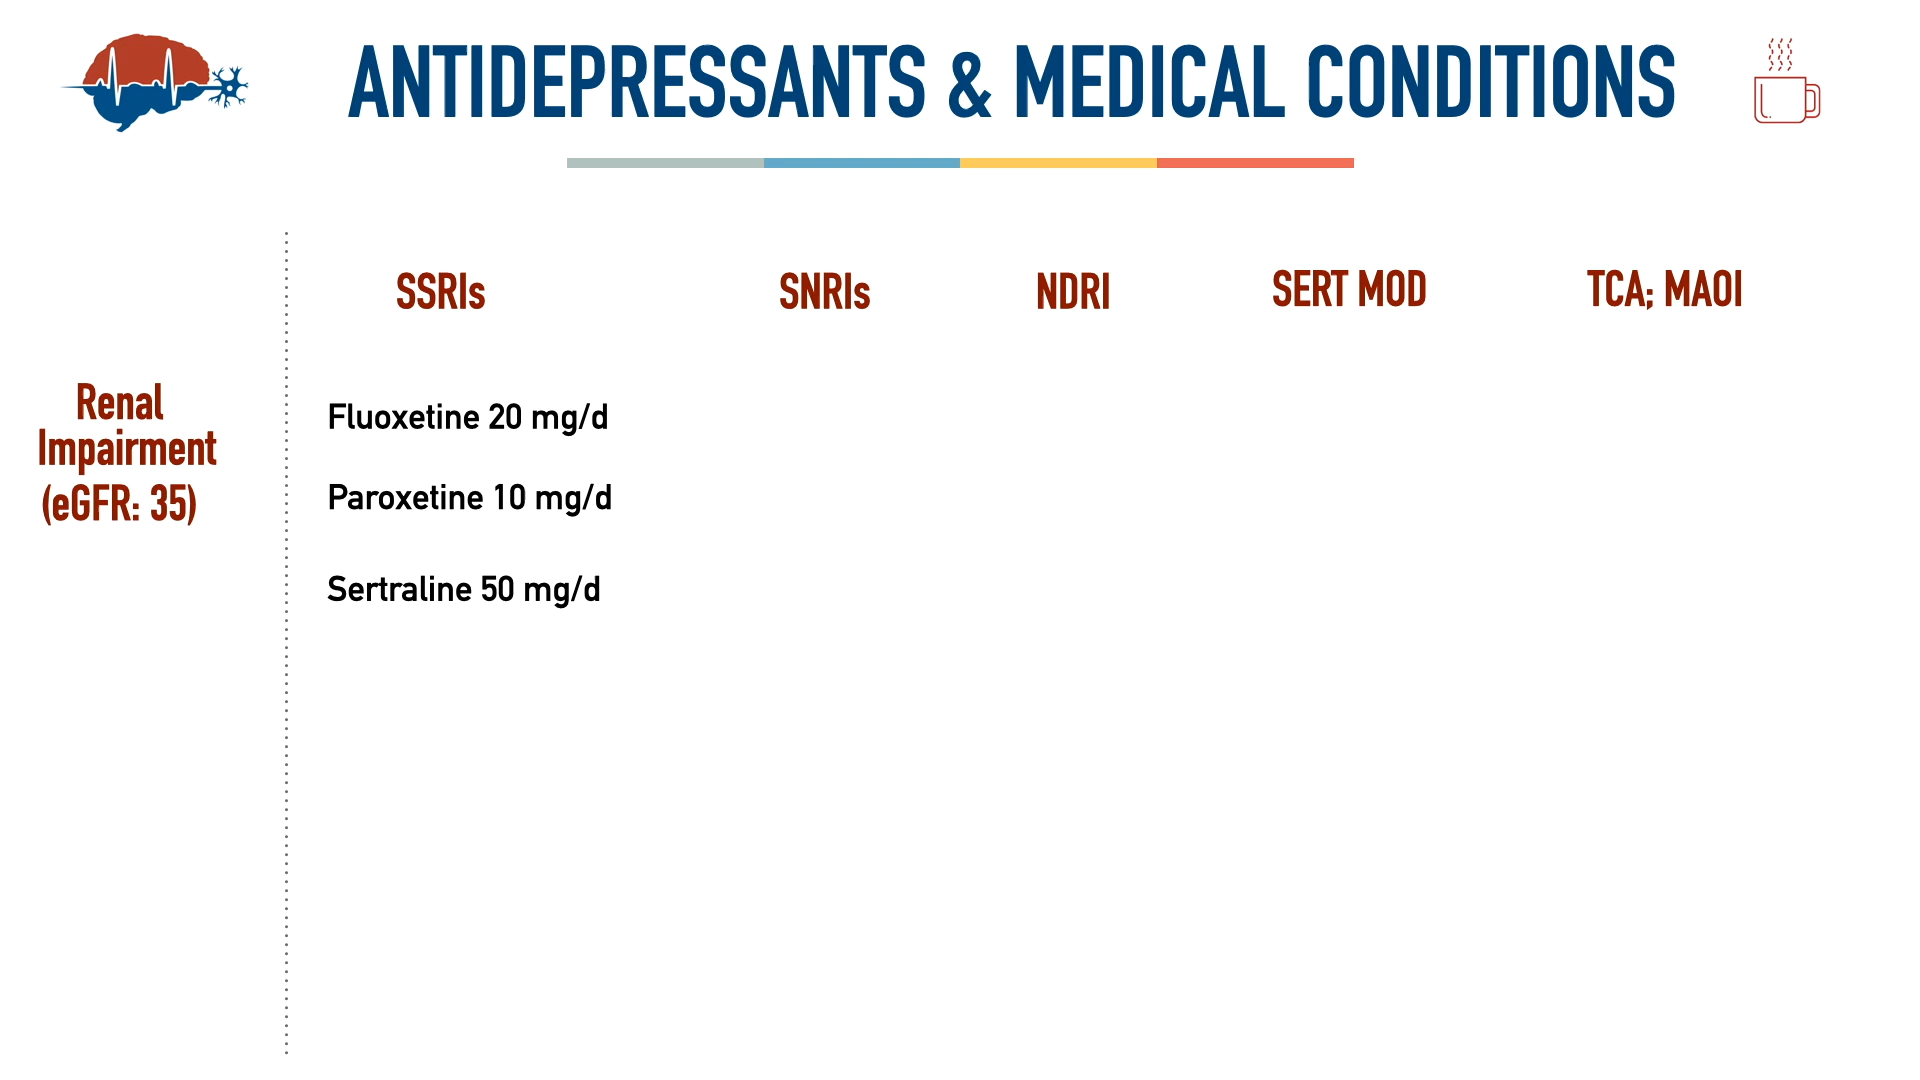 ANTIDEPRESSANTS & MEDICAL CONDITIONS
SSRIs
SNRIs
NDRI
SERT MOD
TCA; MAOI
Renal
Impairment
(eGFR: 35)
Fluoxetine 20 mg/d
Paroxetine 10 mg/d
Sertraline 50 mg/d